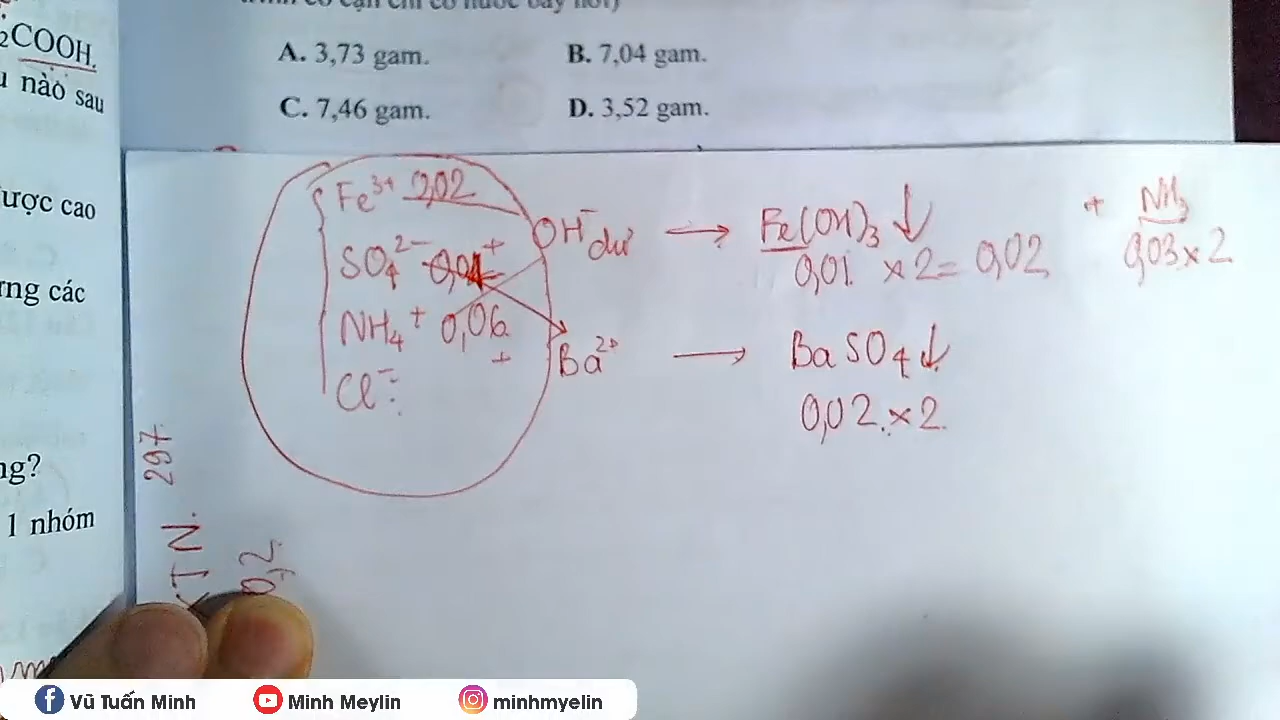 ₂COOH.
nào sau
ược cao
ng các
ng?
1 nhóm
A. 3,73 gam.
B. 7,04 gam.
C. 7,46 gam.
D. 3,52 gam.
Fe³⁺ 0,02
SO₄²⁻ 0,04 +
NH₄⁺ 0,06
+
Cl⁻:
OH⁻ dư → Fe(OH)₃ ↓ + NH₃
0,01 × 2 = 0,02
0,03 × 2
Ba²⁺ → BaSO₄ ↓
0,02 × 2
297
KTN.
0,2
Vũ Tuấn Minh
Minh Meylin
minhmyelin